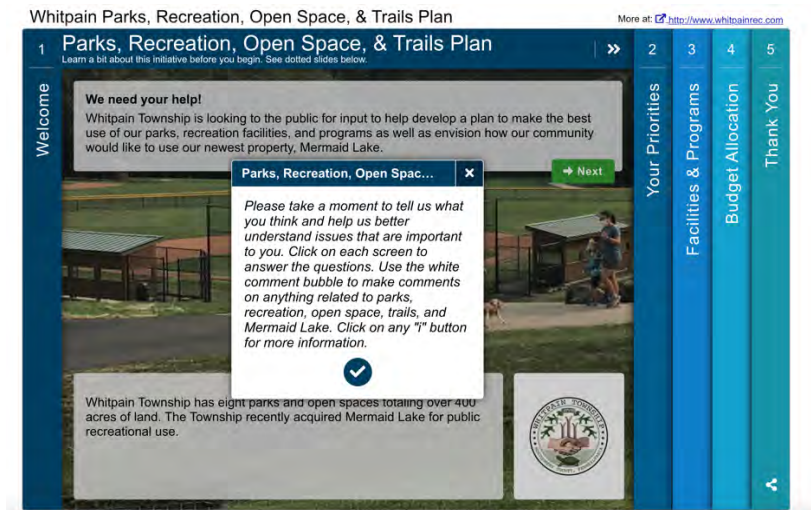 Whitpain Parks, Recreation, Open Space, & Trails Plan
More at: http://www.whitpainrec.com
1
Parks, Recreation, Open Space, & Trails Plan
Learn a bit about this initiative before you begin. See dotted slides below.
Welcome
We need your help!
Whitpain Township is looking to the public for input to help develop a plan to make the best
use of our parks, recreation facilities, and programs as well as envision how our community
would like to use our newest property, Mermaid Lake.
Next
Parks, Recreation, Open Spac...
Please take a moment to tell us what
you think and help us better
understand issues that are important
to you. Click on each screen to
answer the questions. Use the white
comment bubble to make comments
on anything related to parks,
recreation, open space, trails, and
Mermaid Lake. Click on any "i" button
for more information.
Whitpain Township has eight parks and open spaces totaling over 400
acres of land. The Township recently acquired Mermaid Lake for public
recreational use.
WHITPAIN TOWNSHIP
2
Your Priorities
3
Facilities & Programs
4
Budget Allocation
5
Thank You